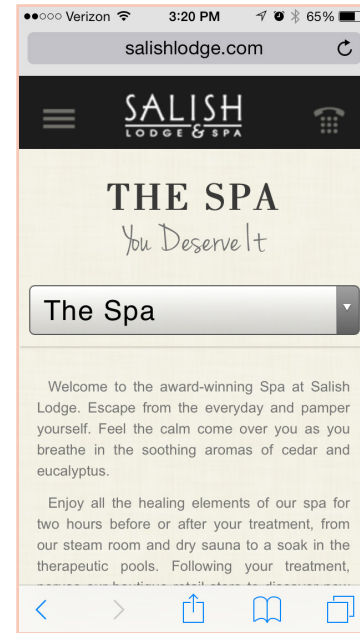 Verizon 3:20 PM 65%
salishlodge.com
SALISH
LODGE & SPA
THE SPA
You Deserve It
The Spa
Welcome to the award-winning Spa at Salish
Lodge. Escape from the everyday and pamper
yourself. Feel the calm come over you as you
breathe in the soothing aromas of cedar and
eucalyptus.
Enjoy all the healing elements of our spa for
two hours before or after your treatment, from
our steam room and dry sauna to a soak in the
therapeutic pools. Following your treatment,